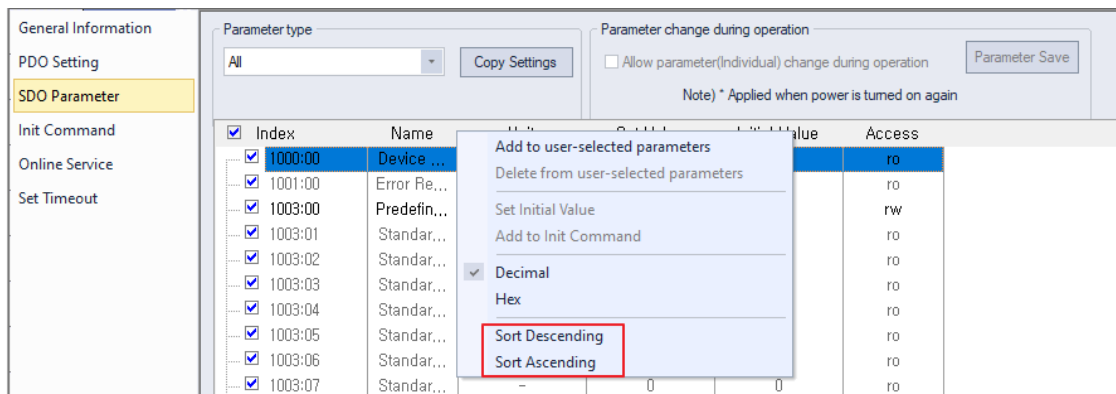 General Information
PDO Setting
SDO Parameter
Init Command
Online Service
Set Timeout
Parameter type
All
Copy Settings
Parameter change during operation
Allow parameter(Individual) change during operation
Parameter Save
Note) * Applied when power is turned on again
Index Name Access
1000:00 Device ... ro
1001:00 Error Re... ro
1003:00 Predefin... rw
1003:01 Standar... ro
1003:02 Standar... ro
1003:03 Standar... ro
1003:04 Standar... ro
1003:05 Standar... ro
1003:06 Standar... ro
1003:07 Standar... - 0 0 ro
Add to user-selected parameters
Delete from user-selected parameters
Set Initial Value
Add to Init Command
Decimal
Hex
Sort Descending
Sort Ascending